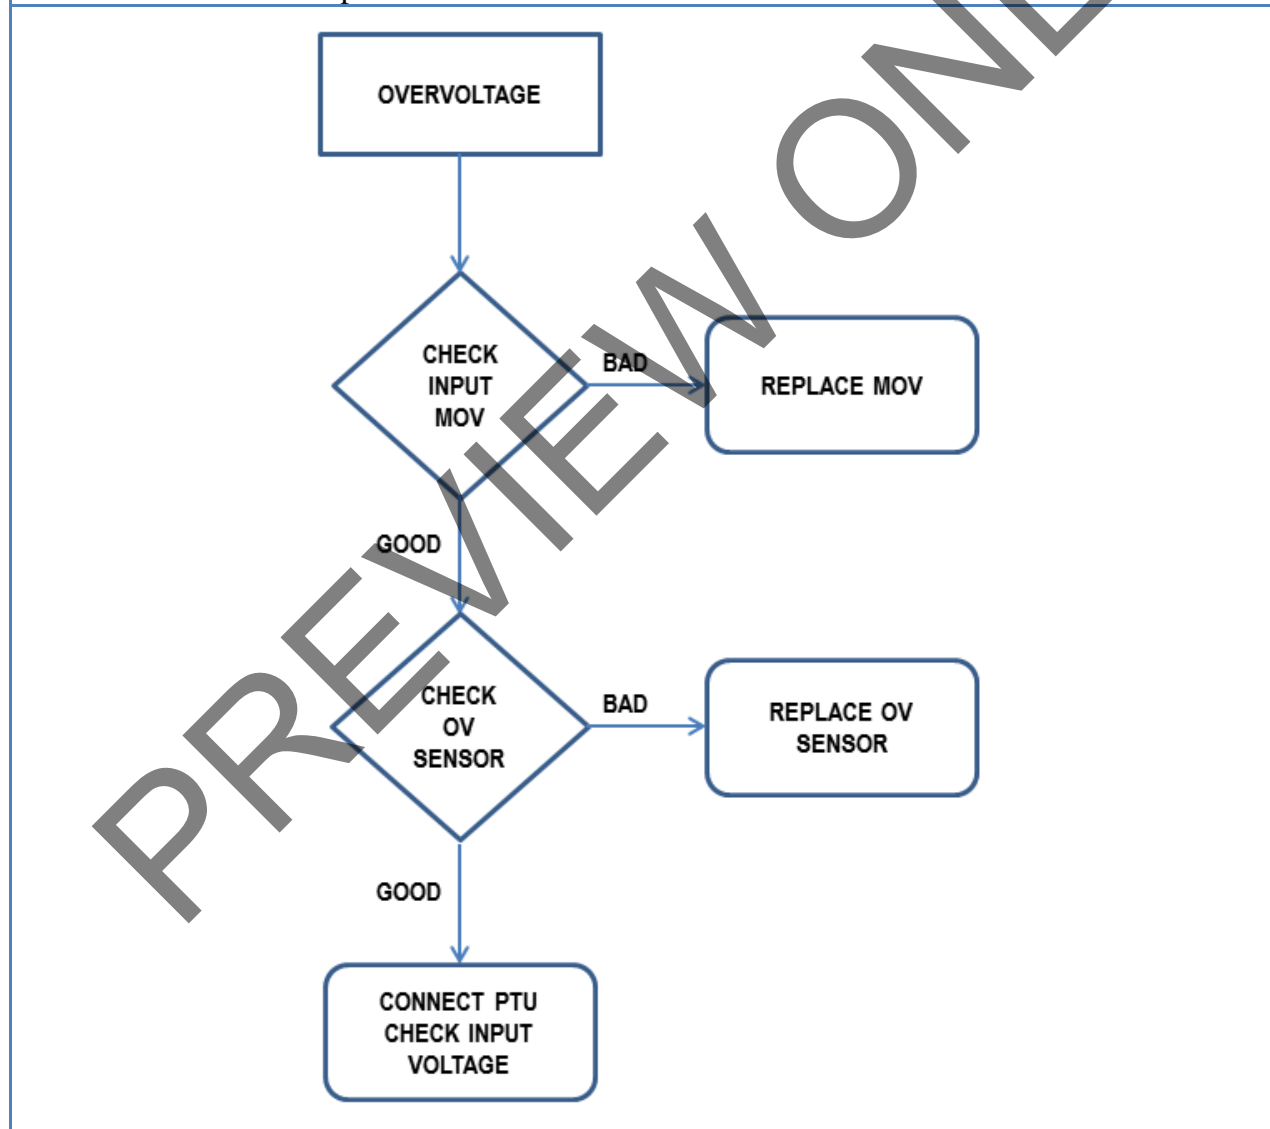 OVERVOLTAGE
CHECK
INPUT
MOV
BAD
REPLACE MOV
GOOD
CHECK
OV
SENSOR
BAD
REPLACE OV
SENSOR
GOOD
CONNECT PTU
CHECK INPUT
VOLTAGE
PREVIEW ONL